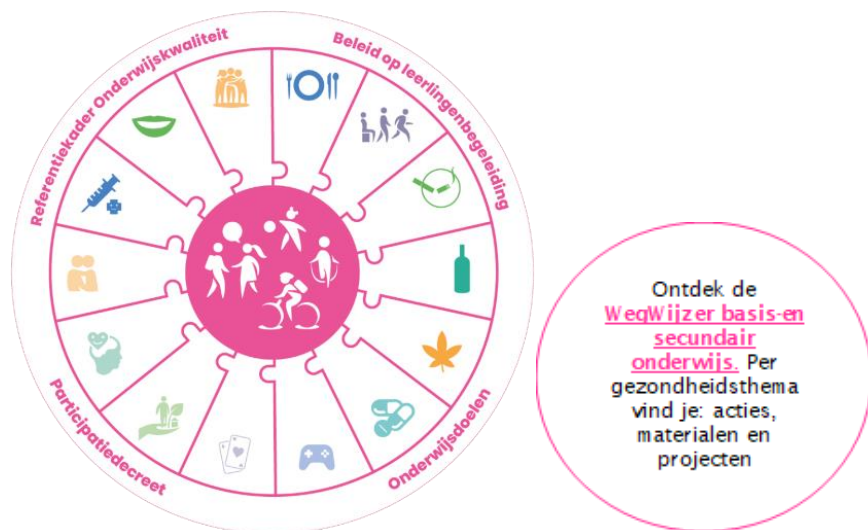 Referentiekader Onderwijskwaliteit
Beleid op leerlingenbegeleiding
Participatiedecreet
Onderwijsdoelen
Ontdek de
WegWijzer basis-en
secundair
onderwijs. Per
gezondheidsthema
vind je: acties,
materialen en
projecten